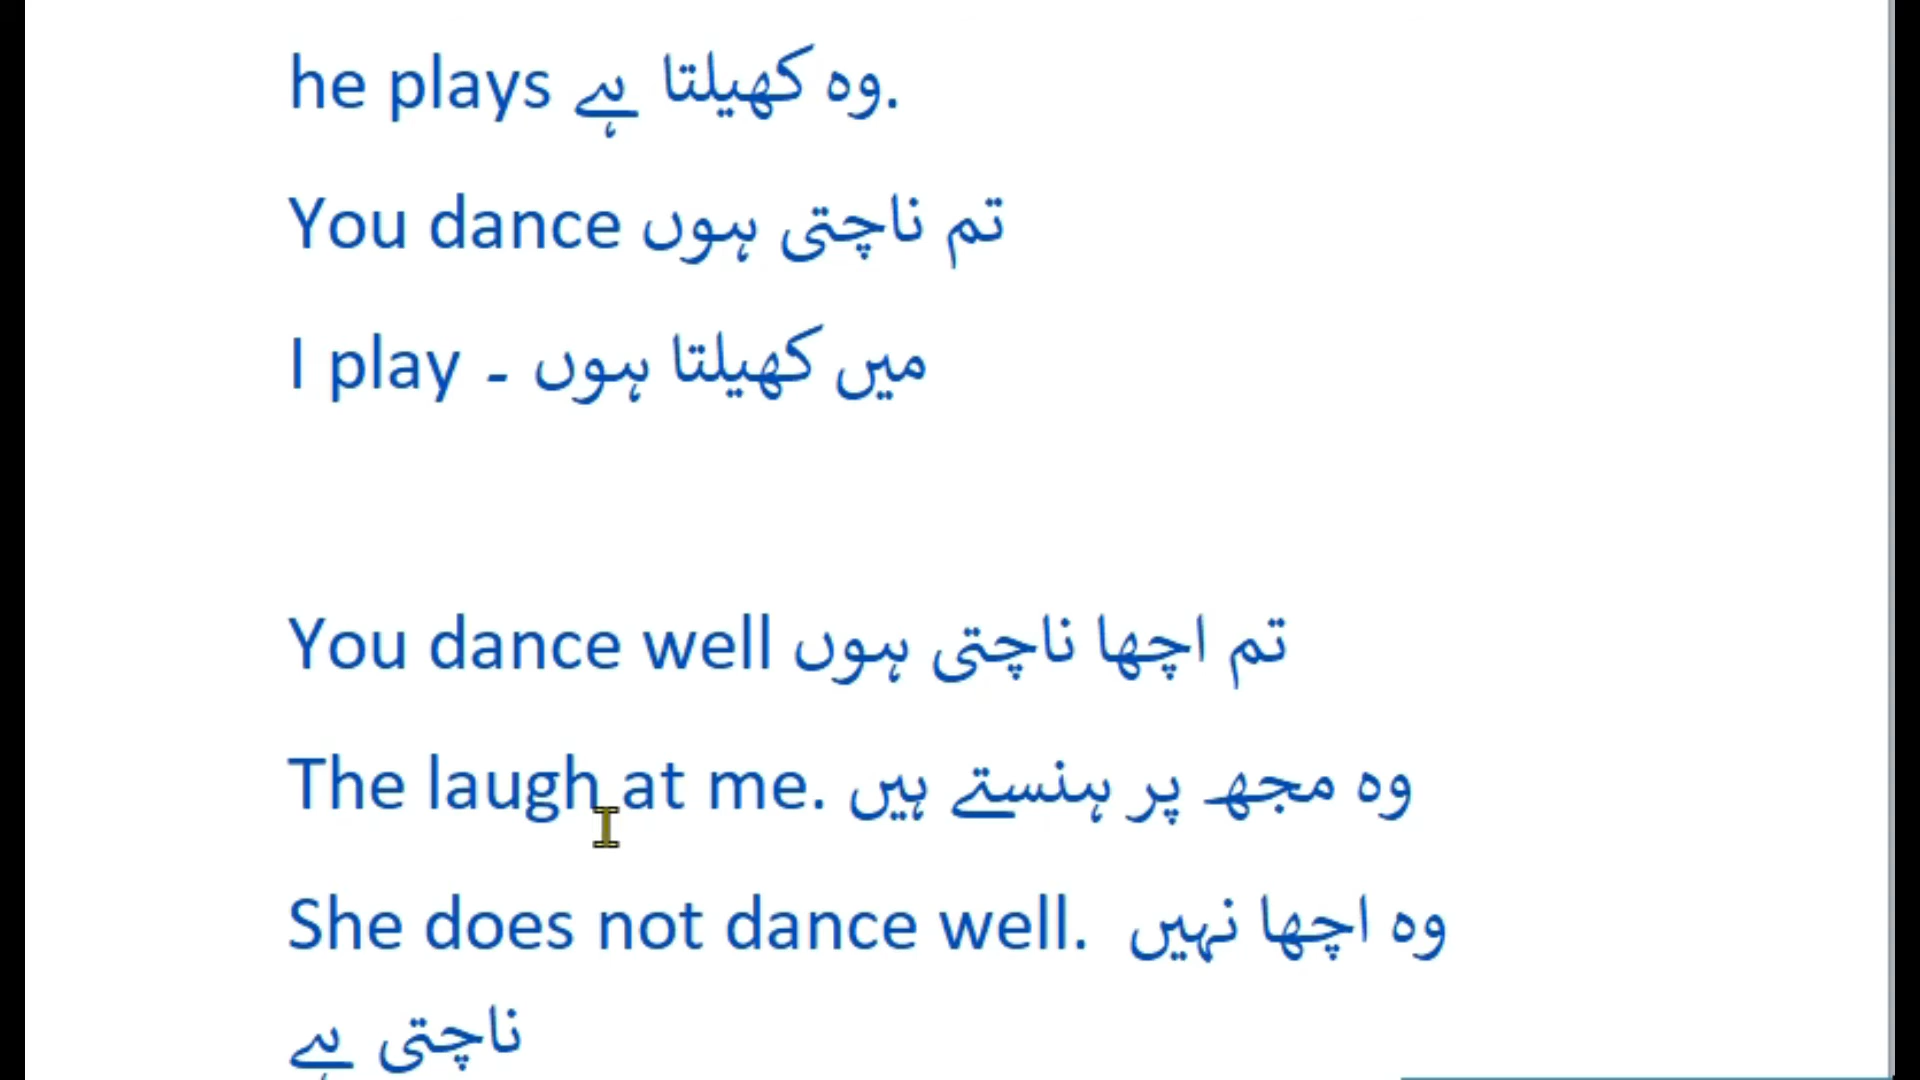 he plays وہ کھیلتا ہے.
You dance تم ناچتی ہوں
I play میں کھیلتا ہوں ۔
You dance well تم اچھا ناچتی ہوں
The laugh at me. وہ مجھ پر ہنستے ہیں
She does not dance well. وہ اچھا نہیں
ناچتی ہے